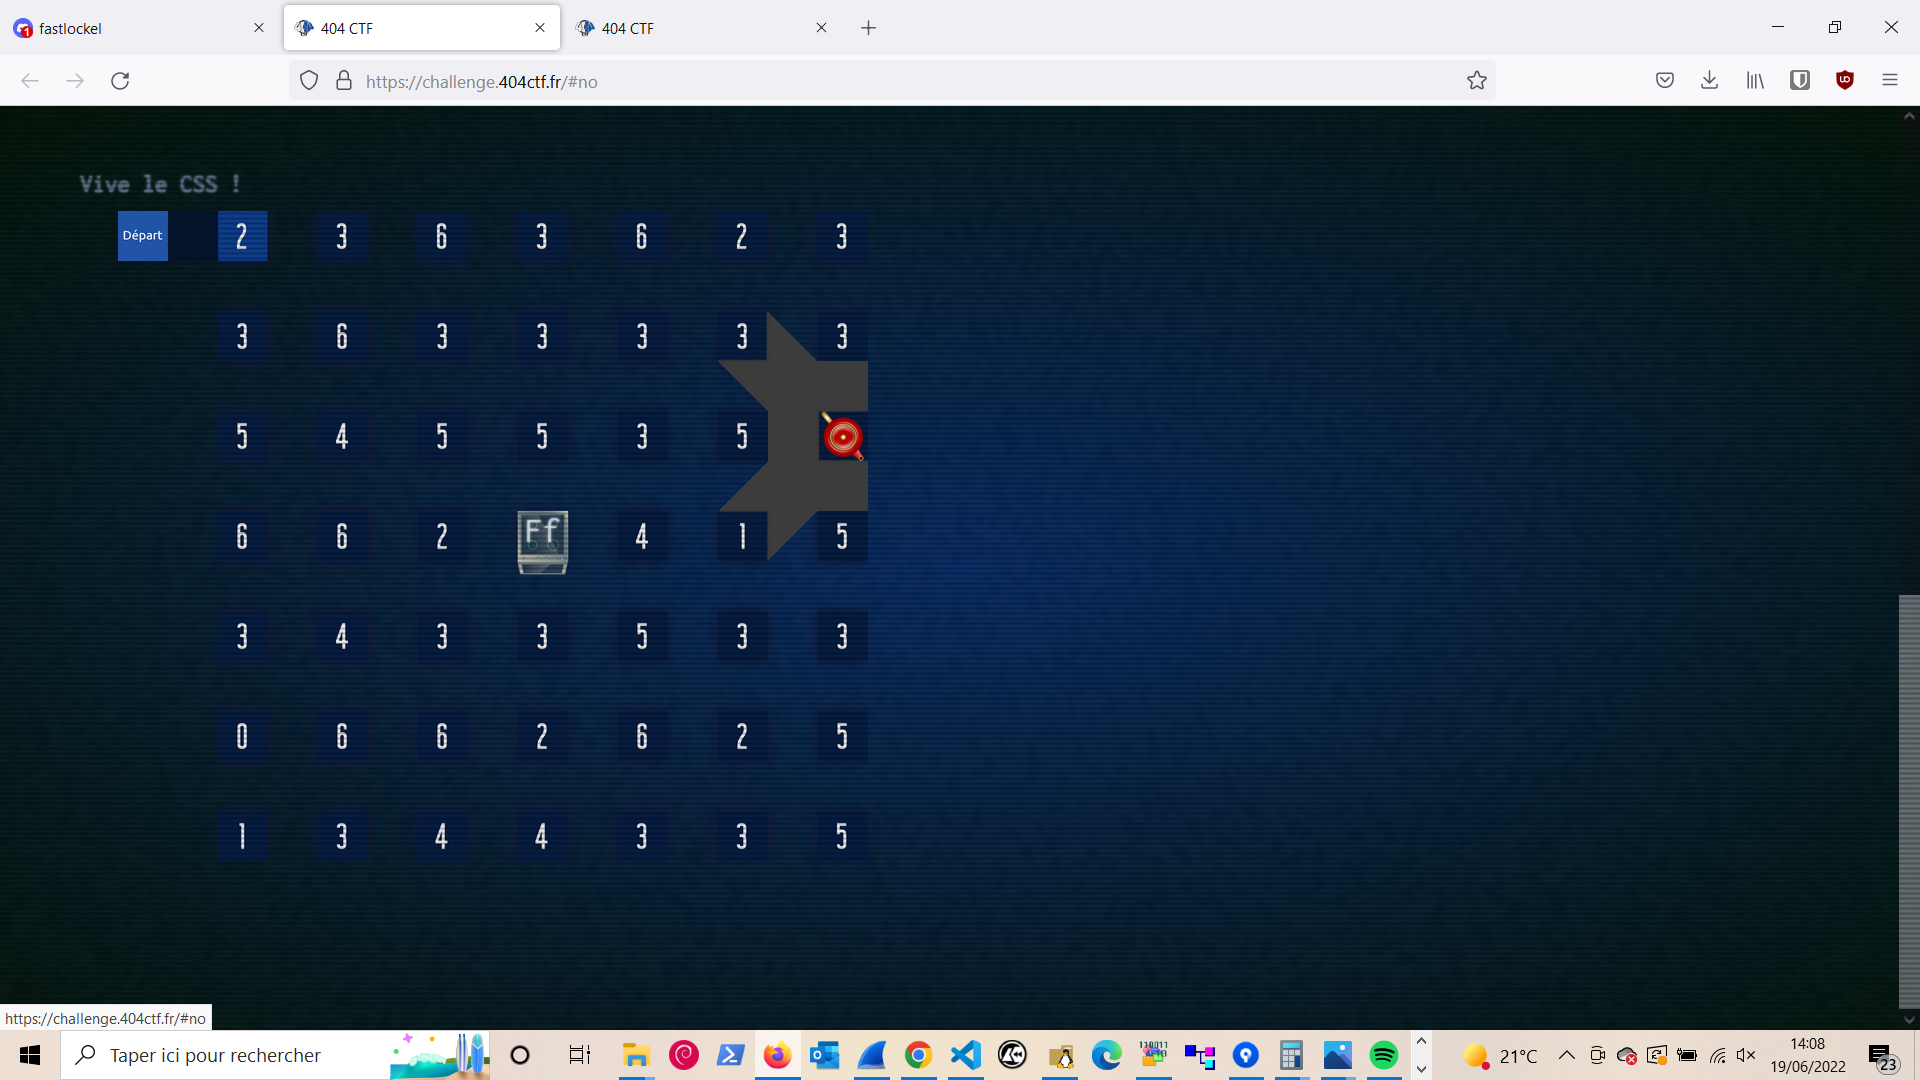 fastlockel
404 CTF
404 CTF
https://challenge.404ctf.fr/#no
Vive le CSS !
Départ 2 3 6 3 6 2 3
3 6 3 3 3 3 3
5 4 5 5 3 5
6 6 2 Ff 4 1 5
3 4 3 3 5 3 3
0 6 6 2 6 2 5
1 3 4 4 3 3 5
https://challenge.404ctf.fr/#no
Taper ici pour rechercher
21°C
14:08
19/06/2022
23